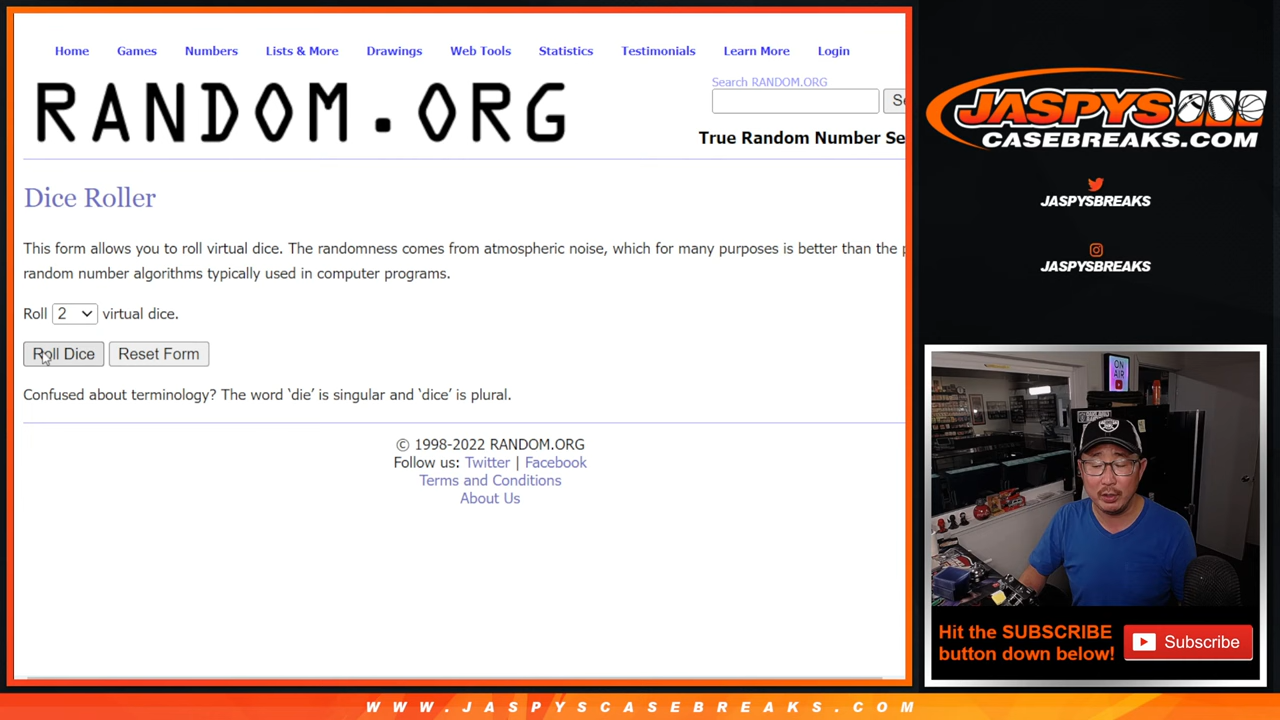 Home Games Numbers Lists & More Drawings Web Tools Statistics Testimonials Learn More Login
RANDOM.ORG
Search RANDOM.ORG
True Random Number Se
Dice Roller
This form allows you to roll virtual dice. The randomness comes from atmospheric noise, which for many purposes is better than the
random number algorithms typically used in computer programs.
Roll 2 virtual dice.
Roll Dice Reset Form
Confused about terminology? The word ‘die’ is singular and ‘dice’ is plural.
© 1998-2022 RANDOM.ORG
Follow us: Twitter | Facebook
Terms and Conditions
About Us
JASPYS
CASEBREAKS.COM
JASPYSBREAKS
JASPYSBREAKS
ON
AIR
Hit the SUBSCRIBE
button down below!
Subscribe
WWW.JASPYSCASEBREAKS.COM